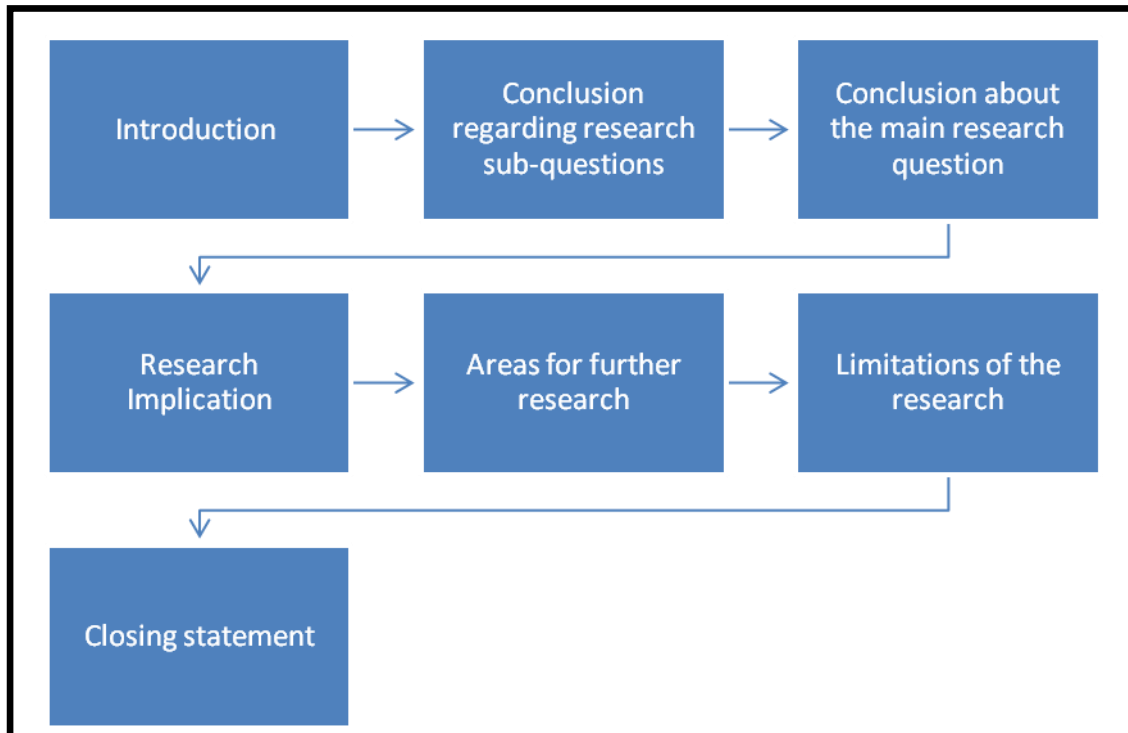 Introduction
Conclusion
regarding research
sub-questions
Conclusion about
the main research
question
Research
Implication
Areas for further
research
Limitations of the
research
Closing statement